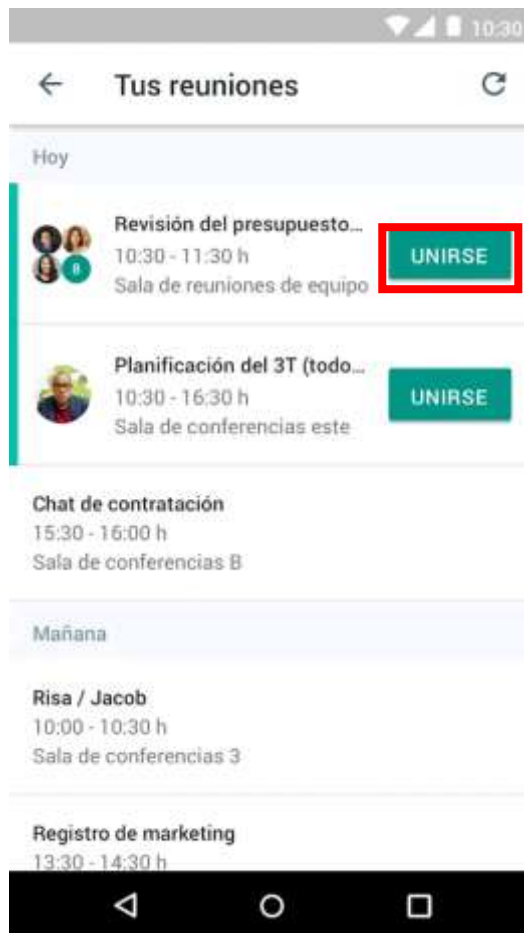 10:30
Tus reuniones
Hoy
Revisión del presupuesto...
10:30 - 11:30 h
Sala de reuniones de equipo
8
UNIRSE
Planificación del 3T (todo...
10:30 - 16:30 h
Sala de conferencias este
UNIRSE
Chat de contratación
15:30 - 16:00 h
Sala de conferencias B
Mañana
Risa / Jacob
10:00 - 10:30 h
Sala de conferencias 3
Registro de marketing
13:30 - 14:30 h